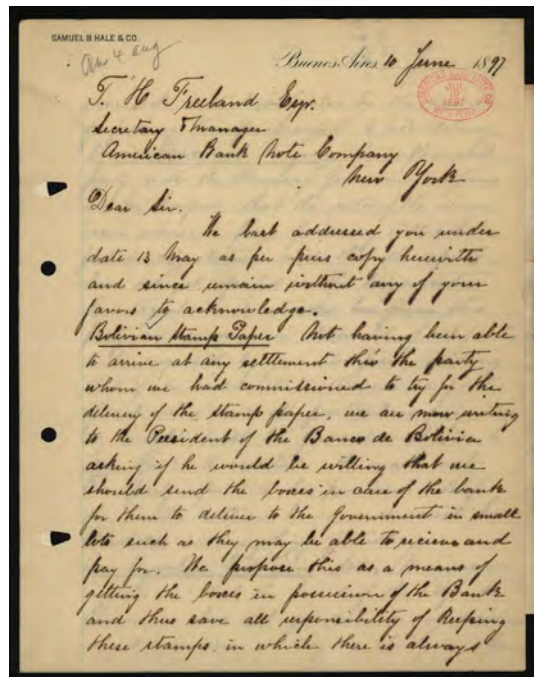 SAMUEL B HALE & CO.
Ans 4 aug
Buenos Aires 10 June 1897
T. H Freeland Esqr.
Secretary & manager
American Bank Note Company
New York
Dear Sir.
We last addressed you under
date 13 May as per press copy herewith
and since remain without any of your
favors to acknowledge.
Bolivian Stamp Paper Not having been able
to arrive at any settlement thro the party
whom we had commissioned to try for the
delivery of the stamp paper, we are now writing
to the President of the Banco de Bolivia
asking if he would be willing that we
should send the boxes in care of the bank
for them to deliver to the Government in small
lots such as they may be able to recieve and
pay for. We propose this as a means of
getting the boxes in possession of the Bank
and thus save all responsibility of keeping
these stamps, in which there is always